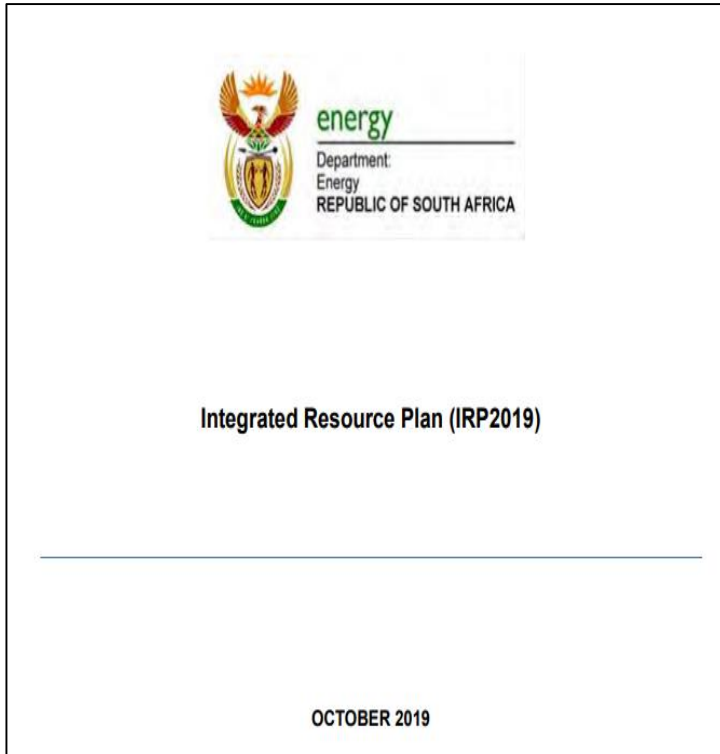 energy
Department:
Energy
REPUBLIC OF SOUTH AFRICA
Integrated Resource Plan (IRP2019)
OCTOBER 2019